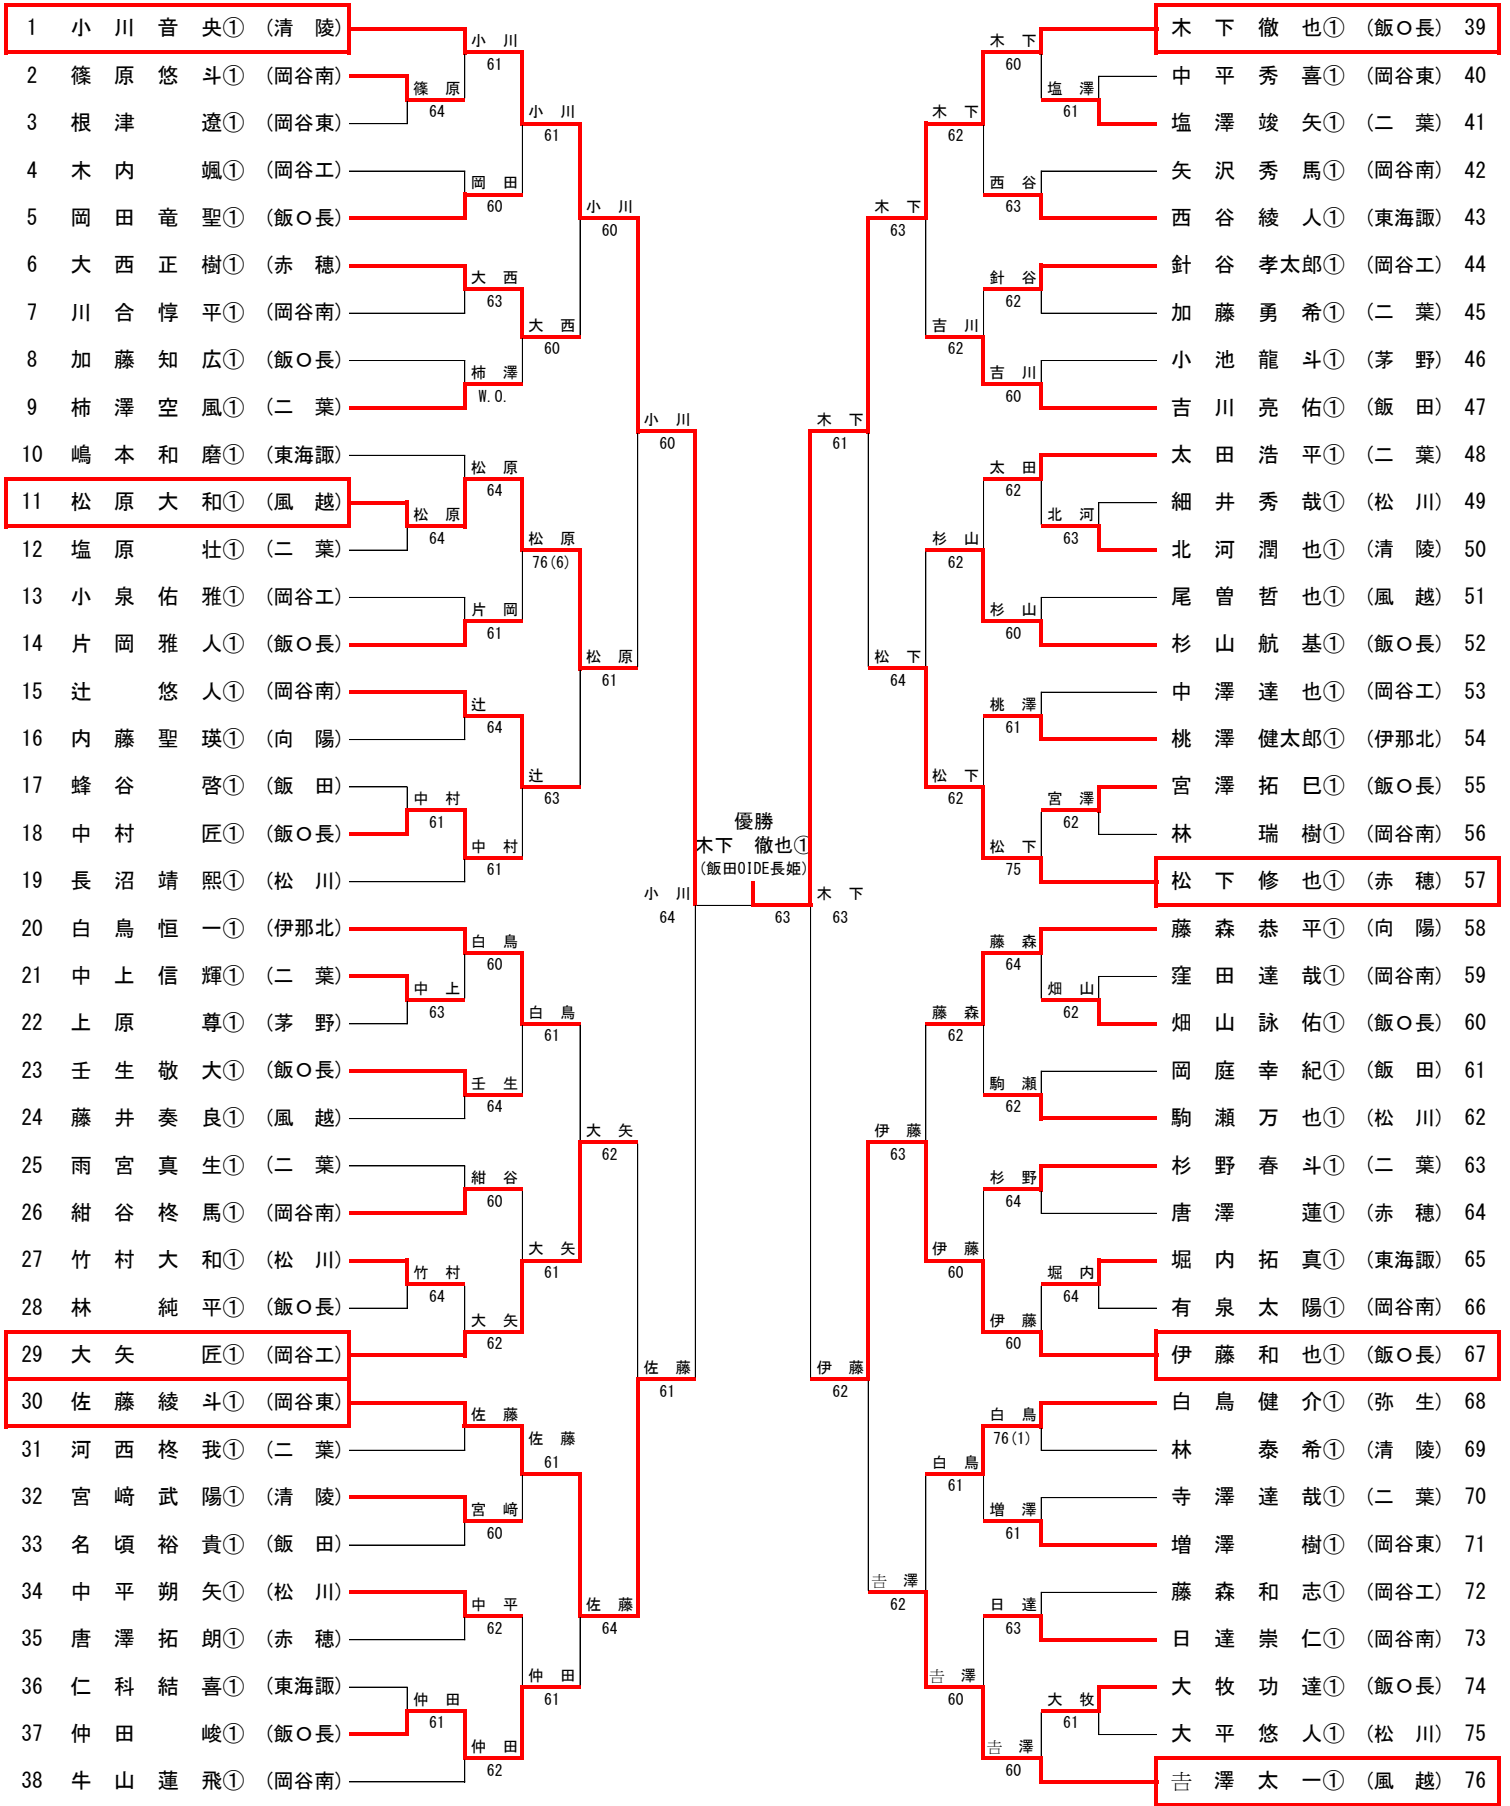 1 小川音央① (清陵)
2 篠原悠斗① (岡谷南)
3 根津遼① (岡谷東)
4 木内颯① (岡谷工)
5 岡田竜聖① (飯O長)
6 大西正樹① (赤穂)
7 川合惇平① (岡谷南)
8 加藤知広① (飯O長)
9 柿澤空風① (二葉)
10 嶋本和磨① (東海諏)
11 松原大和① (風越)
12 塩原壮① (二葉)
13 小泉佑雅① (岡谷工)
14 片岡雅人① (飯O長)
15 辻悠人① (岡谷南)
16 内藤聖瑛① (向陽)
17 蜂谷啓① (飯田)
18 中村匠① (飯O長)
19 長沼靖熙① (松川)
20 白鳥恒一① (伊那北)
21 中上信輝① (二葉)
22 上原尊① (茅野)
23 壬生敬大① (飯O長)
24 藤井奏良① (風越)
25 雨宮真生① (二葉)
26 紺谷柊馬① (岡谷南)
27 竹村大和① (松川)
28 林純平① (飯O長)
29 大矢匠① (岡谷工)
30 佐藤綾斗① (岡谷東)
31 河西柊我① (二葉)
32 宮﨑武陽① (清陵)
33 名頃裕貴① (飯田)
34 中平朔矢① (松川)
35 唐澤拓朗① (赤穂)
36 仁科結喜① (東海諏)
37 仲田峻① (飯O長)
38 牛山蓮飛① (岡谷南)
篠原
64
松原
64
中村
61
中上
63
竹村
64
仲田
61
小川
61
岡田
60
大西
63
柿澤
W.O.
松原
64
片岡
61
辻
64
中村
61
白鳥
60
壬生
64
紺谷
60
大矢
62
佐藤
宮﨑
60
中平
62
仲田
62
小川
61
大西
60
松原
76(6)
辻
63
白鳥
61
大矢
61
佐藤
61
仲田
61
小川
60
松原
61
大矢
62
佐藤
64
小川
60
佐藤
61
小川
64
優勝
木下 徹也①
(飯田OIDE長姫)
63
木下
63
木下
61
伊藤
62
木下
63
松下
64
伊藤
63
𠮷澤
62
木下
62
吉川
62
杉山
62
松下
62
藤森
62
伊藤
60
白鳥
61
𠮷澤
60
木下
60
西谷
63
針谷
62
吉川
60
太田
62
杉山
60
桃澤
61
松下
75
藤森
64
駒瀬
62
杉野
64
伊藤
60
白鳥
76(1)
増澤
61
日達
63
𠮷澤
60
塩澤
61
北河
63
宮澤
62
畑山
62
堀内
64
大牧
61
木下徹也① (飯O長) 39
中平秀喜① (岡谷東) 40
塩澤竣矢① (二葉) 41
矢沢秀馬① (岡谷南) 42
西谷綾人① (東海諏) 43
針谷孝太郎① (岡谷工) 44
加藤勇希① (二葉) 45
小池龍斗① (茅野) 46
吉川亮佑① (飯田) 47
太田浩平① (二葉) 48
細井秀哉① (松川) 49
北河潤也① (清陵) 50
尾曽哲也① (風越) 51
杉山航基① (飯O長) 52
中澤達也① (岡谷工) 53
桃澤健太郎① (伊那北) 54
宮澤拓巳① (飯O長) 55
林瑞樹① (岡谷南) 56
松下修也① (赤穂) 57
藤森恭平① (向陽) 58
窪田達哉① (岡谷南) 59
畑山詠佑① (飯O長) 60
岡庭幸紀① (飯田) 61
駒瀬万也① (松川) 62
杉野春斗① (二葉) 63
唐澤蓮① (赤穂) 64
堀内拓真① (東海諏) 65
有泉太陽① (岡谷南) 66
伊藤和也① (飯O長) 67
白鳥健介① (弥生) 68
林泰希① (清陵) 69
寺澤達哉① (二葉) 70
増澤樹① (岡谷東) 71
藤森和志① (岡谷工) 72
日達崇仁① (岡谷南) 73
大牧功達① (飯O長) 74
大平悠人① (松川) 75
𠮷澤太一① (風越) 76